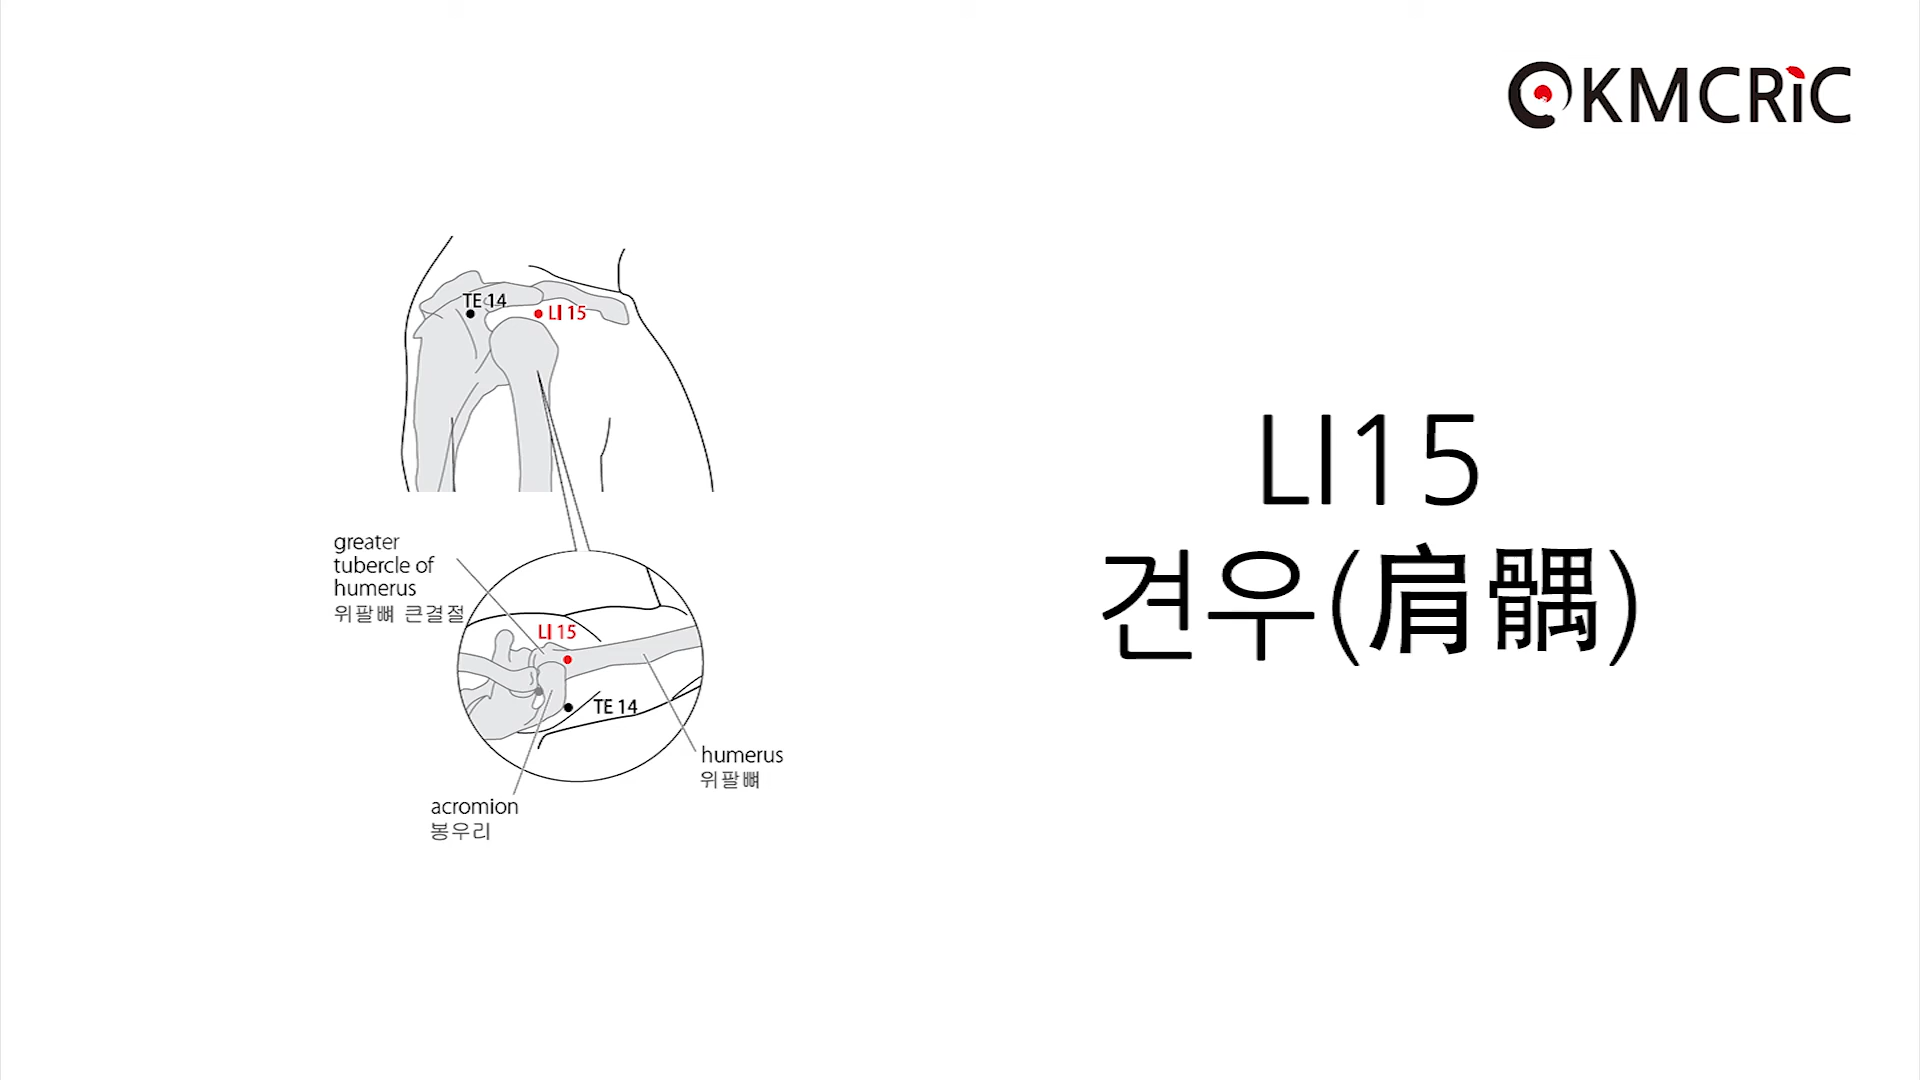 KMCRiC
TE 14
LI 15
greater
tubercle of
humerus
위팔뼈 큰결절
LI 15
TE 14
humerus
위팔뼈
acromion
봉우리
LI15
견우(肩髃)